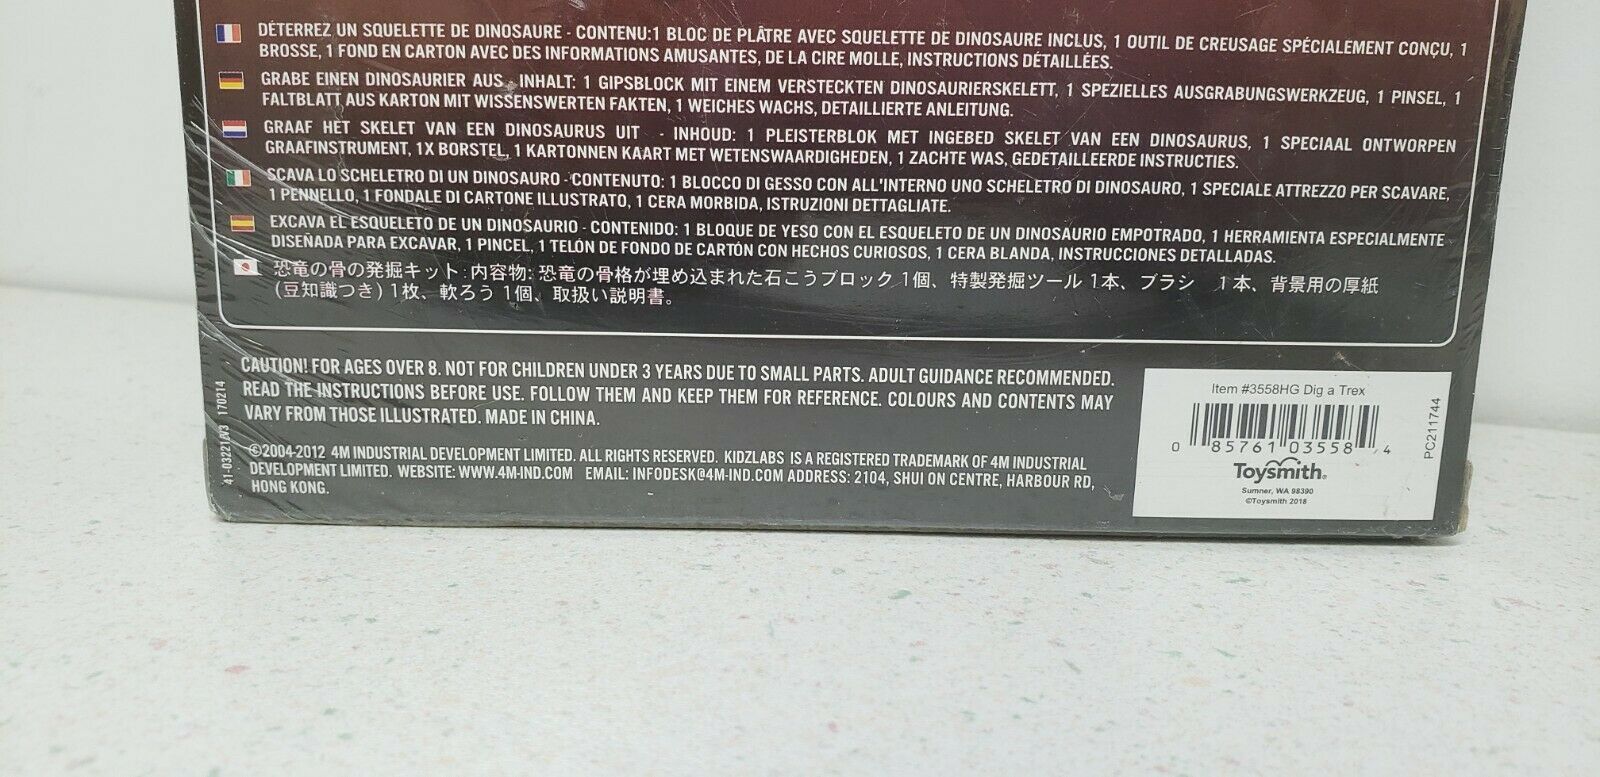 DÉTERREZ UN SQUELETTE DE DINOSAURE - CONTENU:1 BLOC DE PLÂTRE AVEC SQUELETTE DE DINOSAURE INCLUS, 1 OUTIL DE CREUSAGE SPÉCIALEMENT CONÇU, 1
BROSSE, 1 FOND EN CARTON AVEC DES INFORMATIONS AMUSANTES, DE LA CIRE MOLLE, INSTRUCTIONS DÉTAILLÉES.
GRABE EINEN DINOSAURIER AUS - INHALT: 1 GIPSBLOCK MIT EINEM VERSTECKTEN DINOSAURIERSKELETT, 1 SPEZIELLES AUSGRABUNGSWERKZEUG, 1 PINSEL, 1
FALTBLATT AUS KARTON MIT WISSENSWERTEN FAKTEN, 1 WEICHES WACHS, DETAILLIERTE ANLEITUNG.
GRAAF HET SKELET VAN EEN DINOSAURUS UIT - INHOUD: 1 PLEISTERBLOK MET INGEBED SKELET VAN EEN DINOSAURUS, 1 SPECIAAL ONTWORPEN
GRAAFINSTRUMENT, 1X BORSTEL, 1 KARTONNEN KAART MET WETENSWAARDIGHEDEN, 1 ZACHTE WAS, GEDETAILLEERDE INSTRUCTIES.
SCAVA LO SCHELETRO DI UN DINOSAURO - CONTENUTO: 1 BLOCCO DI GESSO CON ALL'INTERNO UNO SCHELETRO DI DINOSAURO, 1 SPECIALE ATTREZZO PER SCAVARE,
1 PENNELLO, 1 FONDALE DI CARTONE ILLUSTRATO, 1 CERA MORBIDA, ISTRUZIONI DETTAGLIATE.
EXCAVA EL ESQUELETO DE UN DINOSAURIO - CONTENIDO: 1 BLOQUE DE YESO CON EL ESQUELETO DE UN DINOSAURIO EMPOTRADO, 1 HERRAMIENTA ESPECIALMENTE
DISEÑADA PARA EXCAVAR, 1 PINCEL, 1 TELÓN DE FONDO DE CARTÓN CON HECHOS CURIOSOS, 1 CERA BLANDA, INSTRUCCIONES DETALLADAS.
恐竜の骨の発掘キット: 内容物: 恐竜の骨格が埋め込まれた石こうブロック 1個、特製発掘ツール 1本、ブラシ 1本、背景用の厚紙
(豆知識つき) 1枚、軟ろう 1個、取扱い説明書。
CAUTION! FOR AGES OVER 8. NOT FOR CHILDREN UNDER 3 YEARS DUE TO SMALL PARTS. ADULT GUIDANCE RECOMMENDED.
READ THE INSTRUCTIONS BEFORE USE. FOLLOW THEM AND KEEP THEM FOR REFERENCE. COLOURS AND CONTENTS MAY
VARY FROM THOSE ILLUSTRATED. MADE IN CHINA.
©2004-2012 4M INDUSTRIAL DEVELOPMENT LIMITED. ALL RIGHTS RESERVED. KIDZLABS IS A REGISTERED TRADEMARK OF 4M INDUSTRIAL
DEVELOPMENT LIMITED. WEBSITE: WWW.4M-IND.COM EMAIL: INFODESK@4M-IND.COM ADDRESS: 2104, SHUI ON CENTRE, HARBOUR RD,
HONG KONG.
41-03221/V3 170214
Item #3558HG Dig a Trex
0 85761 03558 4
Toysmith®
Sumner, WA 98390
©Toysmith 2018
PC211744